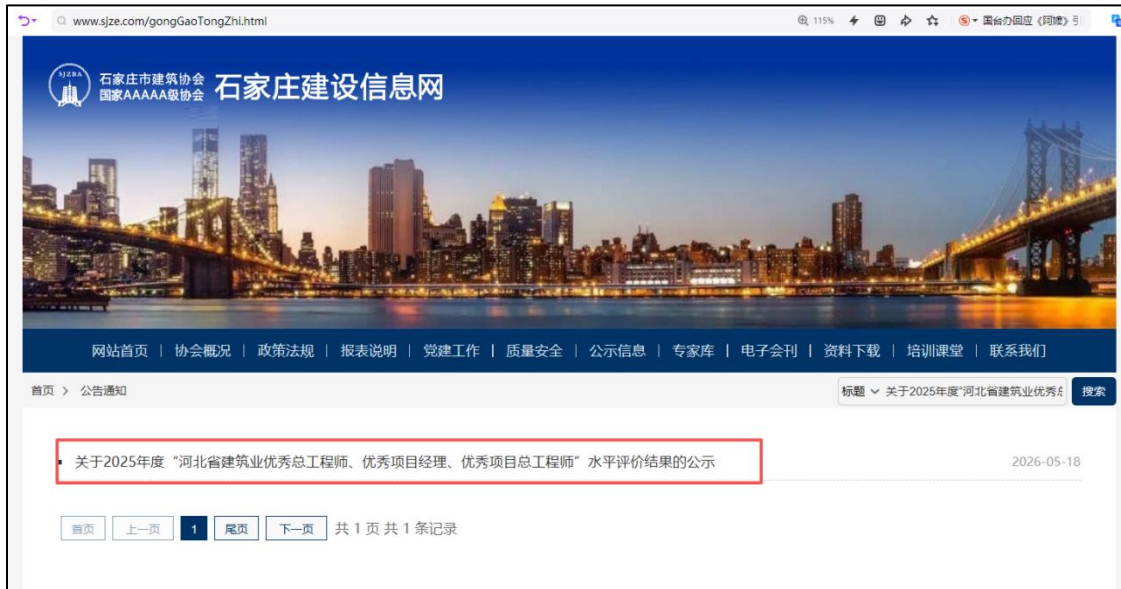 www.sjze.com/gongGaoTongZhi.html
115%
国台办回应《阿嬷》引
SJZBA
石家庄市建筑协会
国家AAAAA级协会
石家庄建设信息网
网站首页 | 协会概况 | 政策法规 | 报表说明 | 党建工作 | 质量安全 | 公示信息 | 专家库 | 电子会刊 | 资料下载 | 培训课堂 | 联系我们
首页 > 公告通知
标题 关于2025年度"河北省建筑业优秀总 搜索
关于2025年度“河北省建筑业优秀总工程师、优秀项目经理、优秀项目总工程师”水平评价结果的公示 2026-05-18
首页 上一页 1 尾页 下一页 共 1 页 共 1 条记录